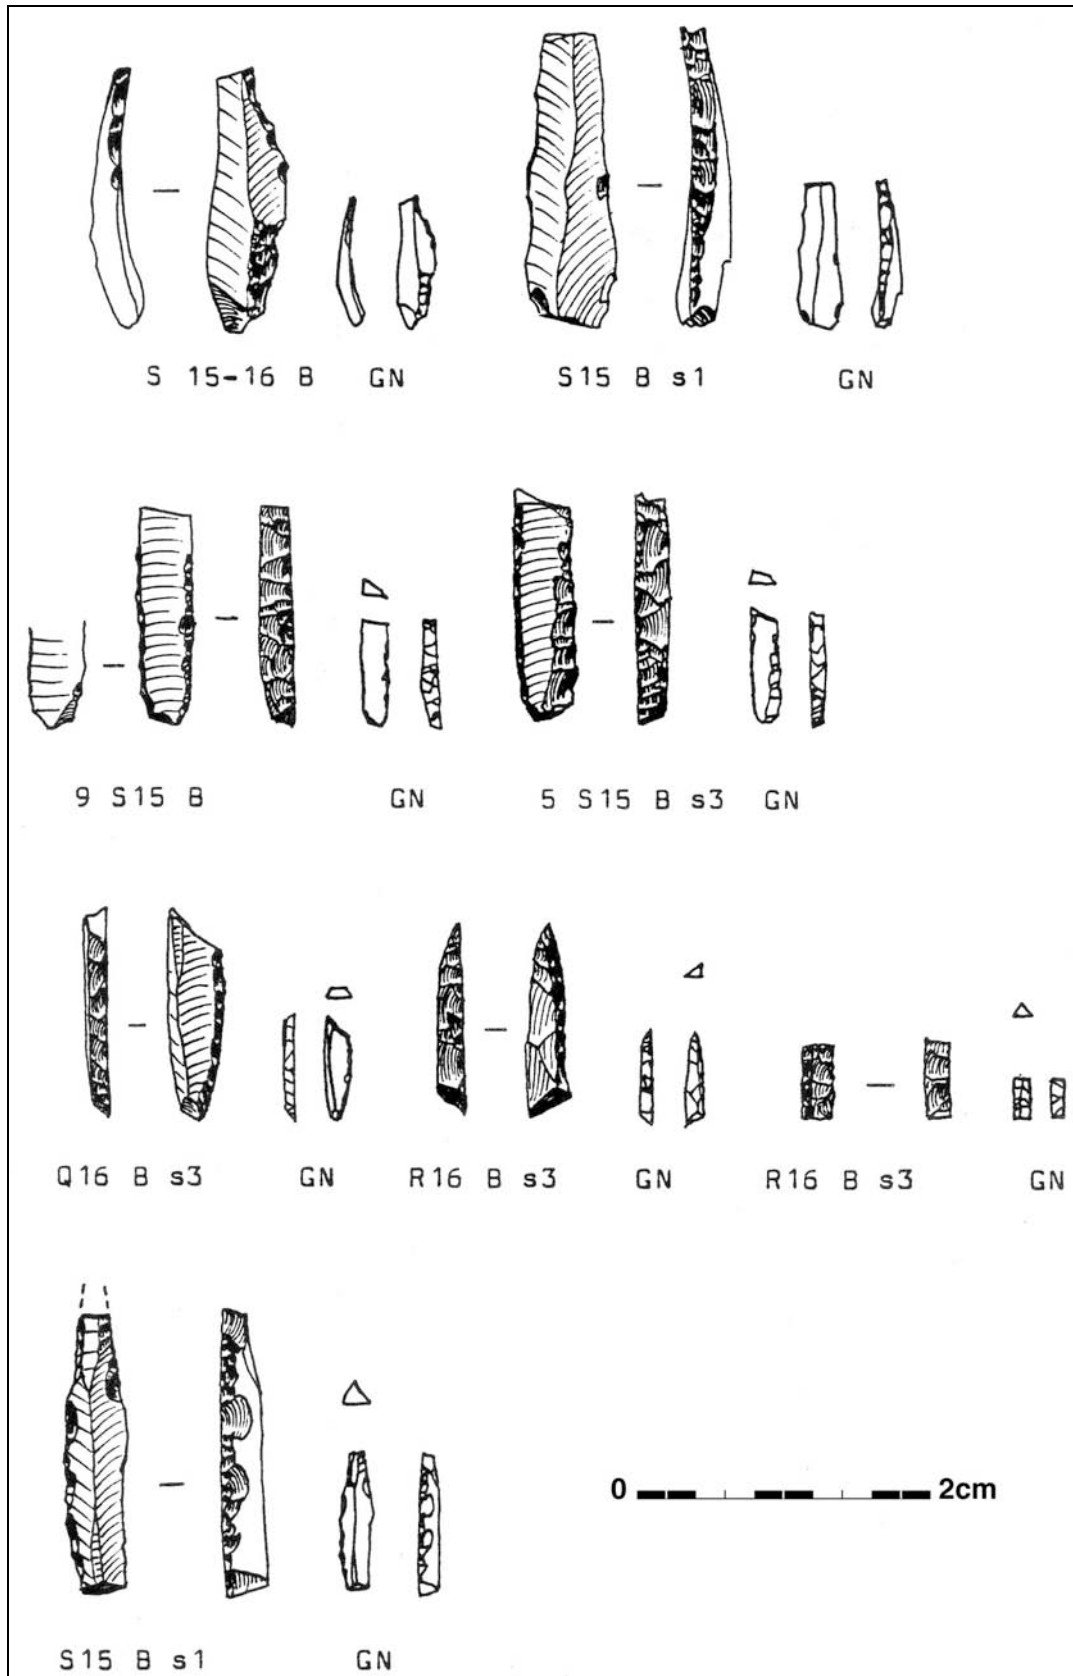 S 15-16 B GN S15 B s1 GN
9 S15 B GN 5 S15 B s3 GN
Q16 B s3 GN R16 B s3 GN R16 B s3 GN
0 2cm
S15 B s1 GN